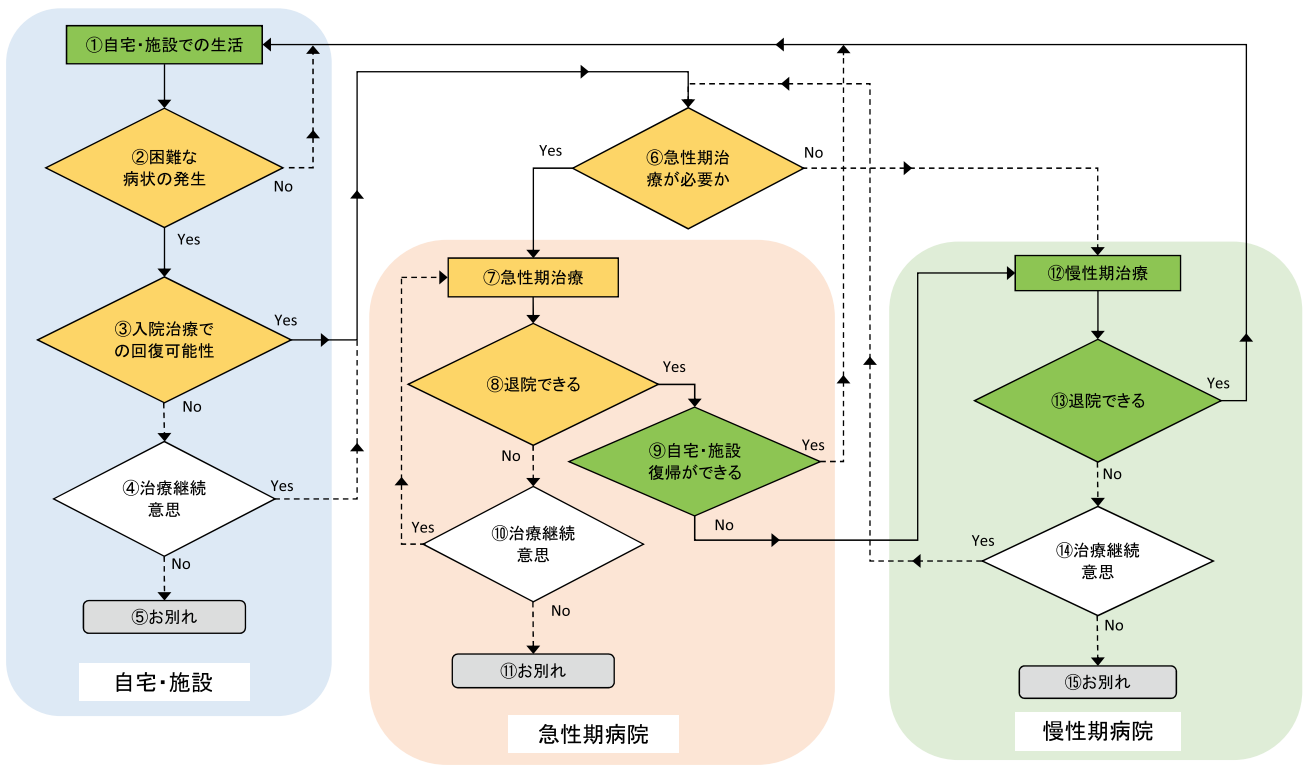 ①自宅・施設での生活
②困難な
病状の発生
No
Yes
③入院治療で
の回復可能性
Yes
No
④治療継続
意思
Yes
No
⑤お別れ
自宅・施設
⑥急性期治
療が必要か
Yes
No
⑦急性期治療
⑧退院できる
Yes
No
⑨自宅・施設
復帰ができる
Yes
No
⑩治療継続
意思
Yes
No
⑪お別れ
急性期病院
⑫慢性期治療
⑬退院できる
Yes
No
⑭治療継続
意思
Yes
No
⑮お別れ
慢性期病院